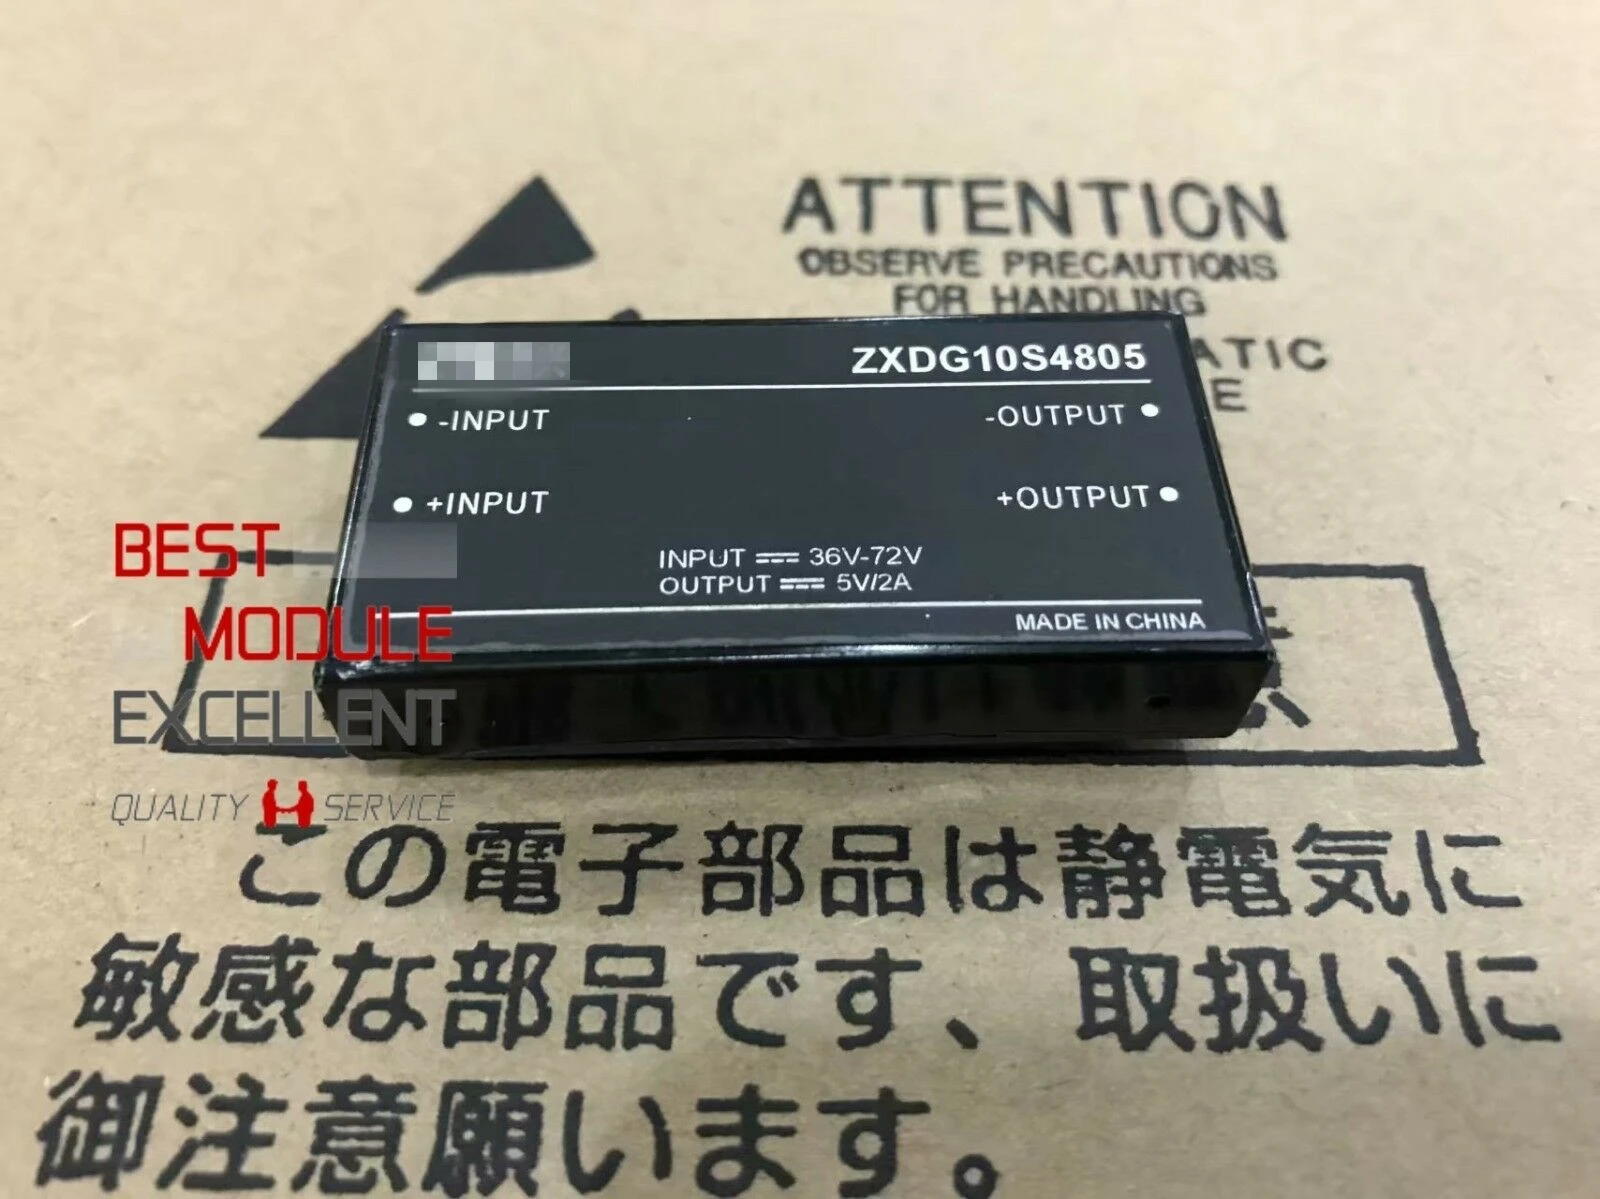 ATTENTION
OBSERVE PRECAUTIONS
FOR HANDLING
ZXDG10S4805
-INPUT
-OUTPUT
+INPUT
+OUTPUT
INPUT 36V-72V
OUTPUT 5V/2A
MADE IN CHINA
BEST
MODULE
EXCELLENT
QUALITY SERVICE
この電子部品は静電気に
敏感な部品です、取扱いに
御注意願います。